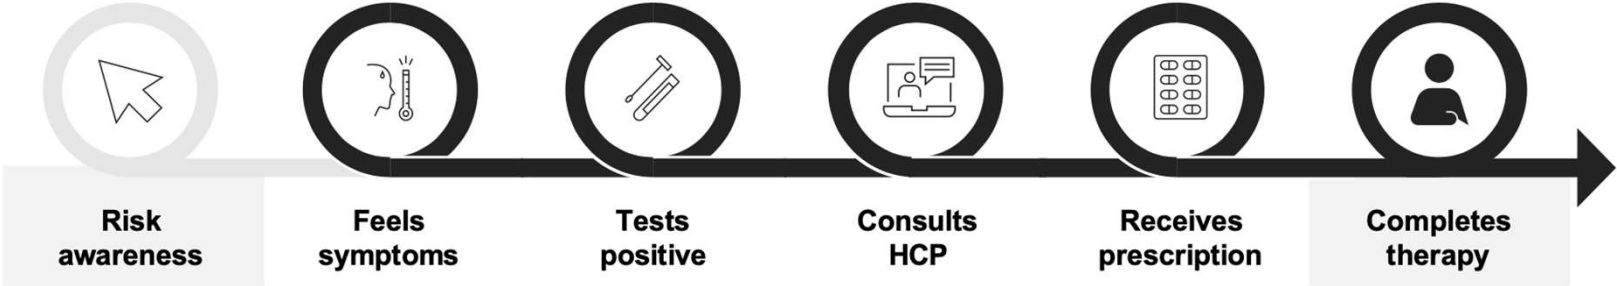 Risk
awareness
Feels
symptoms
Tests
positive
Consults
HCP
Receives
prescription
Completes
therapy